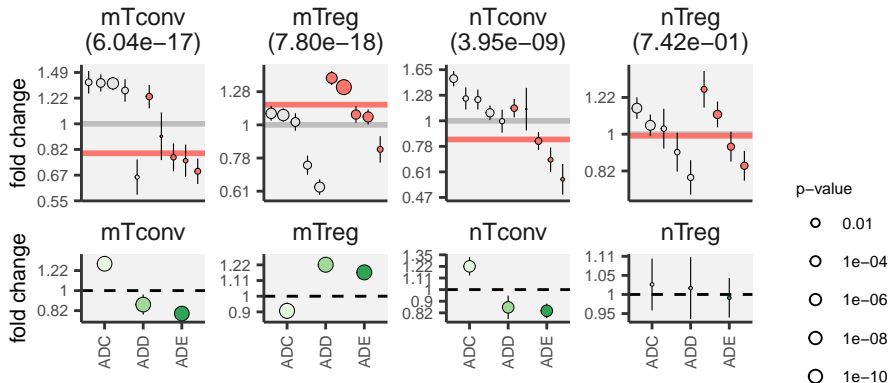 mTconv
(6.04e−17)
mTreg
(7.80e−18)
nTconv
(3.95e−09)
nTreg
(7.42e−01)
fold change
1.49
1.22
1
0.82
0.67
0.55
1.28
1
0.78
0.61
1.65
1.28
1
0.78
0.61
0.47
1.22
1
0.82
mTconv
mTreg
nTconv
nTreg
fold change
1.22
1
0.82
1.22
1.11
1
0.9
1.35
1.22
1.11
1
0.9
0.82
1.11
1.05
1
0.95
ADC
ADD
ADE
ADC
ADD
ADE
ADC
ADD
ADE
ADC
ADD
ADE
p−value
0.01
1e−04
1e−06
1e−08
1e−10